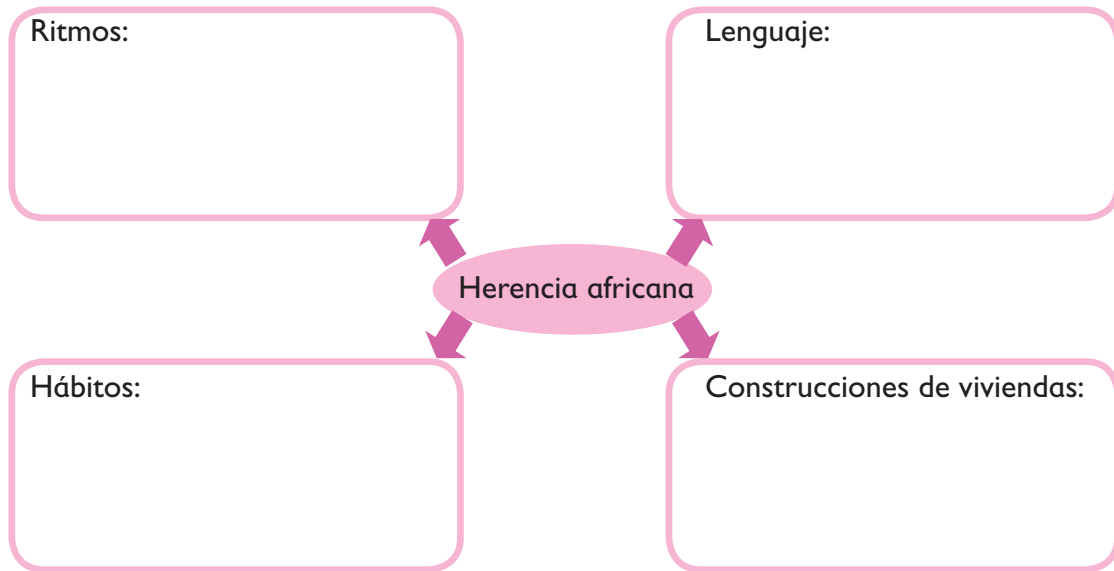 Ritmos:
Lenguaje:
Herencia africana
Hábitos:
Construcciones de viviendas: